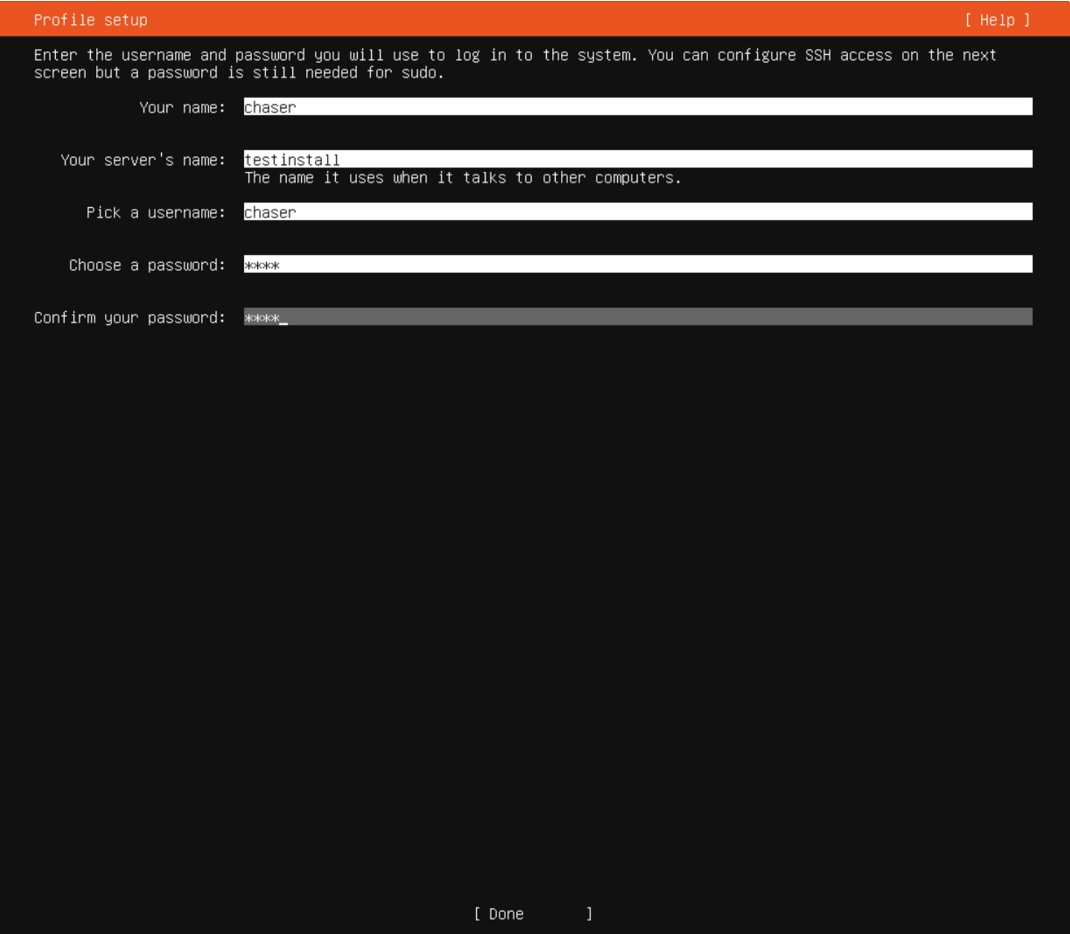 Profile setup [ Help ]
Enter the username and password you will use to log in to the system. You can configure SSH access on the next
screen but a password is still needed for sudo.
Your name: chaser
Your server's name: testinstall
The name it uses when it talks to other computers.
Pick a username: chaser
Choose a password: ****
Confirm your password: ****_
[ Done ]